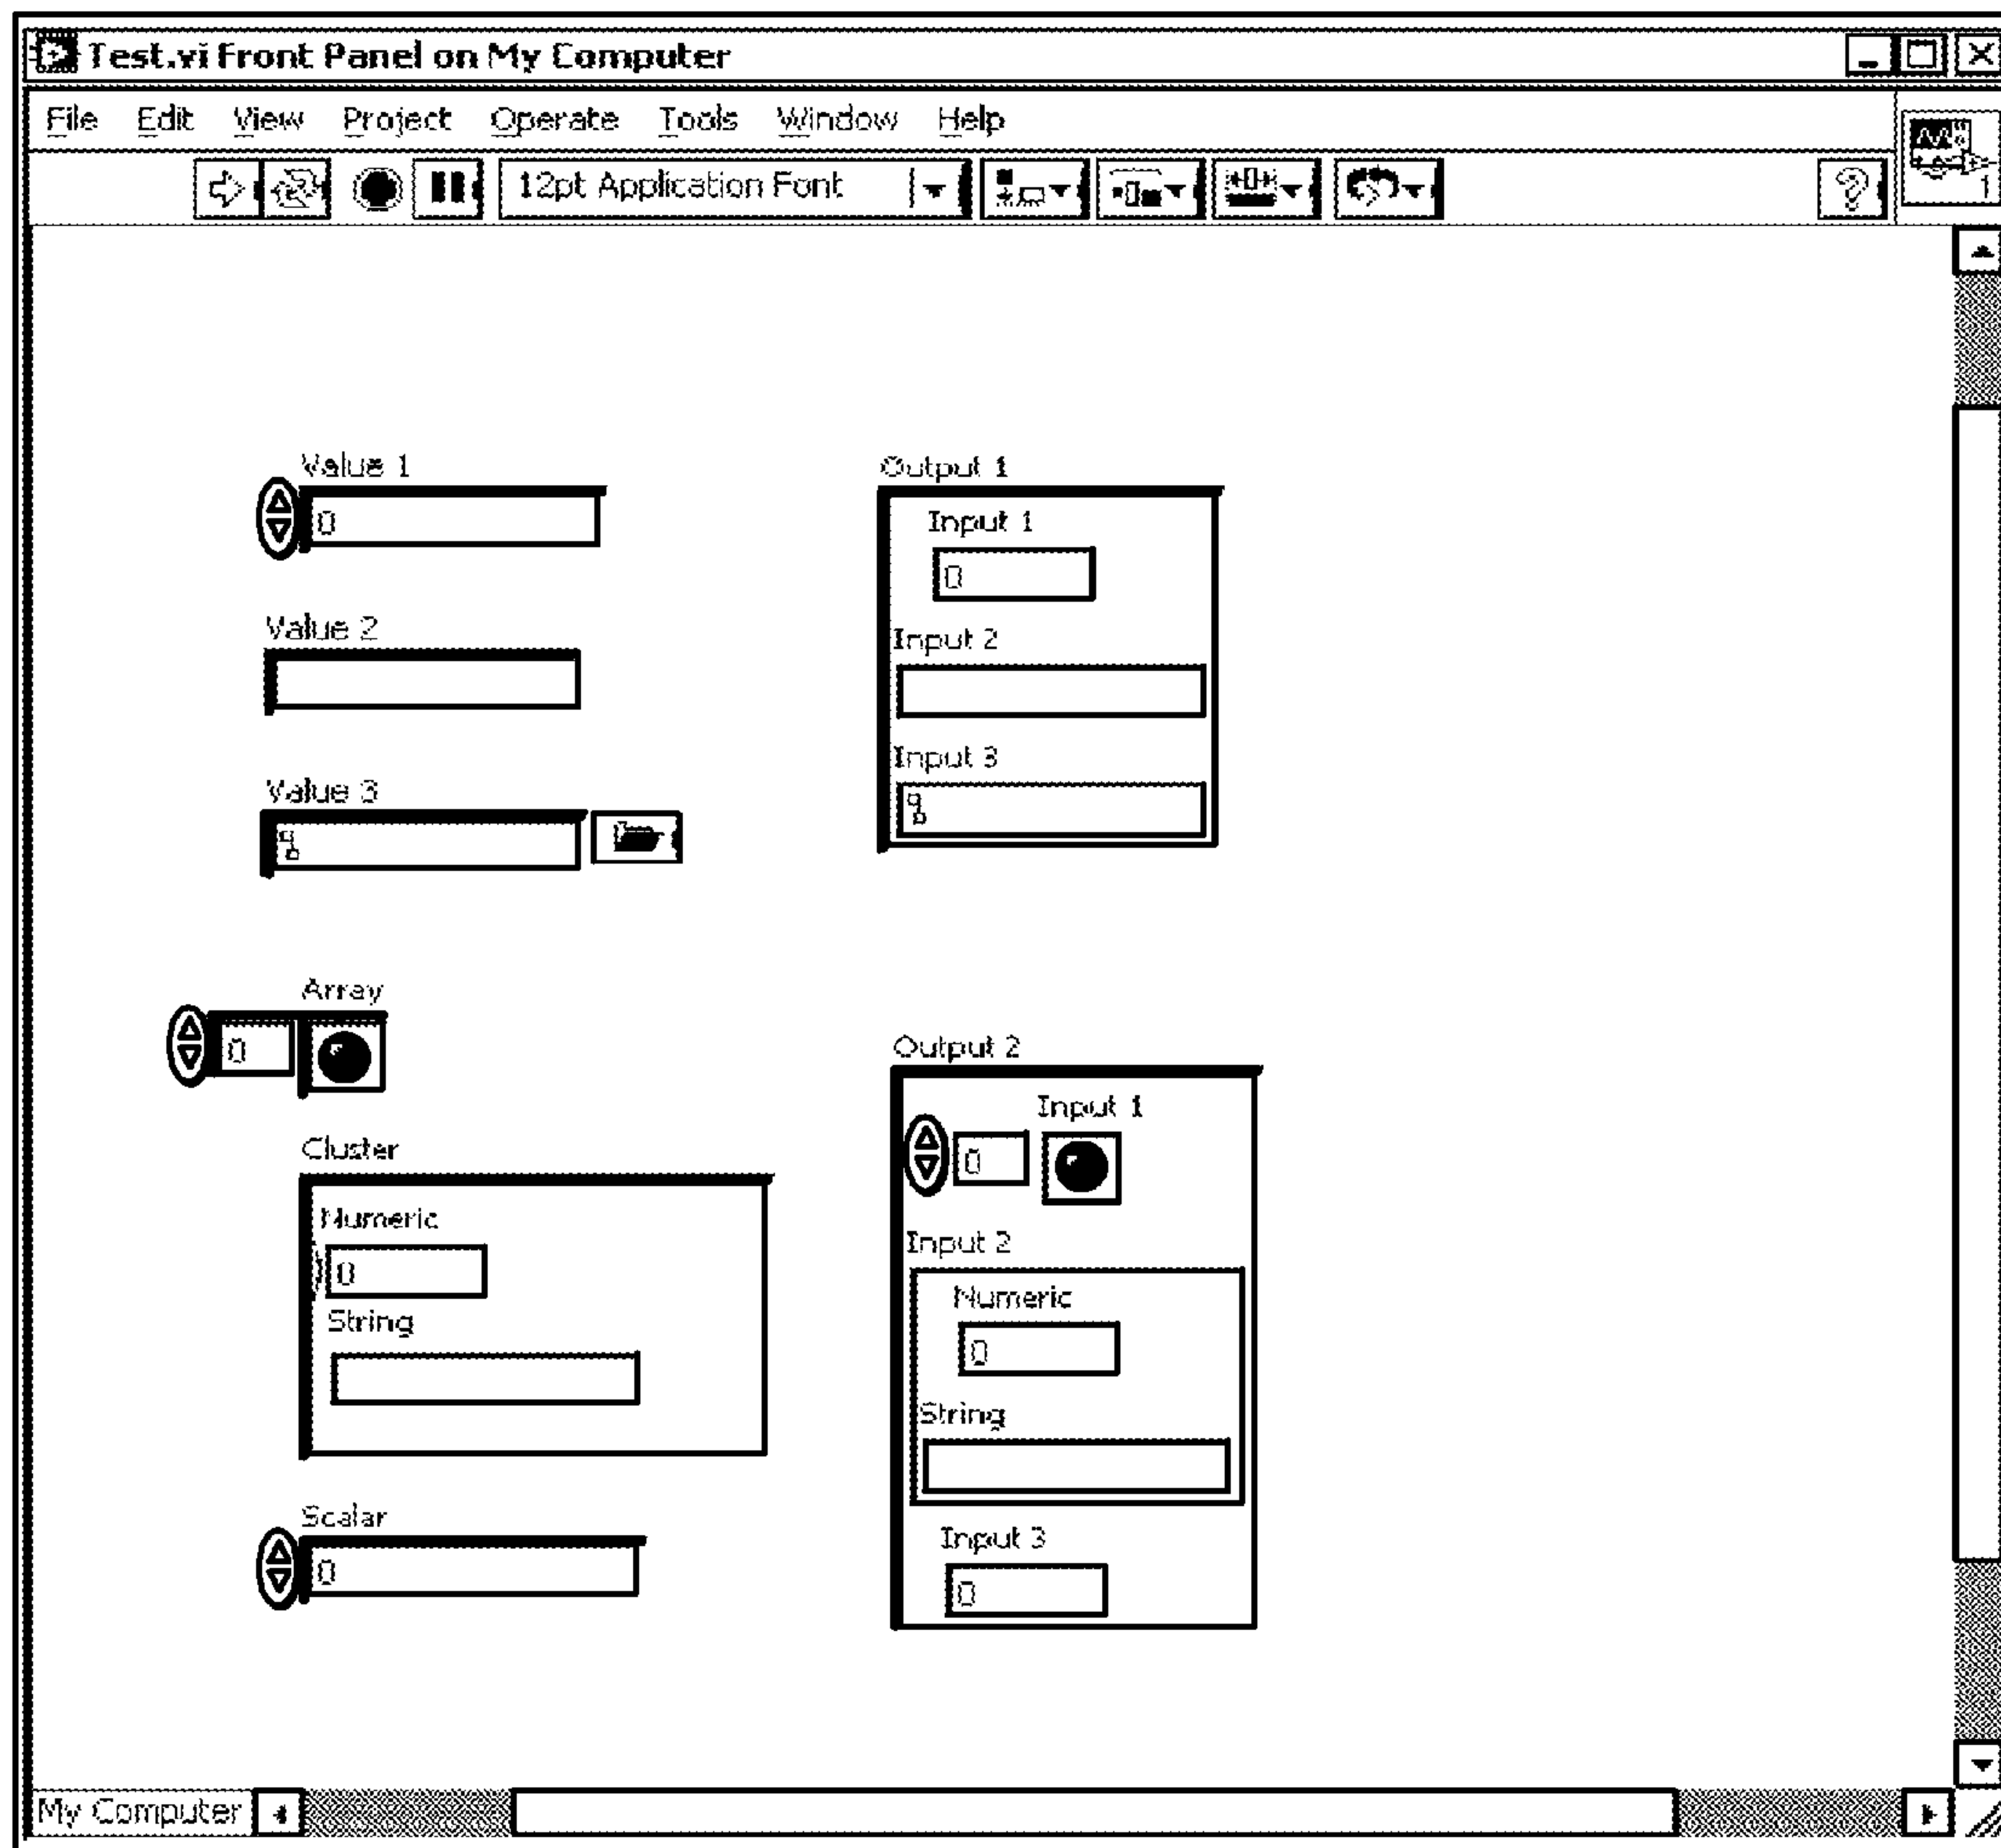 Test.vi Front Panel on My Computer
File Edit View Project Operate Tools Window Help
12pt Application Font
1
Value 1
0
Value 2
Value 3
Output 1
Input 1
0
Input 2
Input 3
Array
0
Cluster
Numeric
0
String
Scalar
0
Output 2
Input 1
0
Input 2
Numeric
0
String
Input 3
0
My Computer